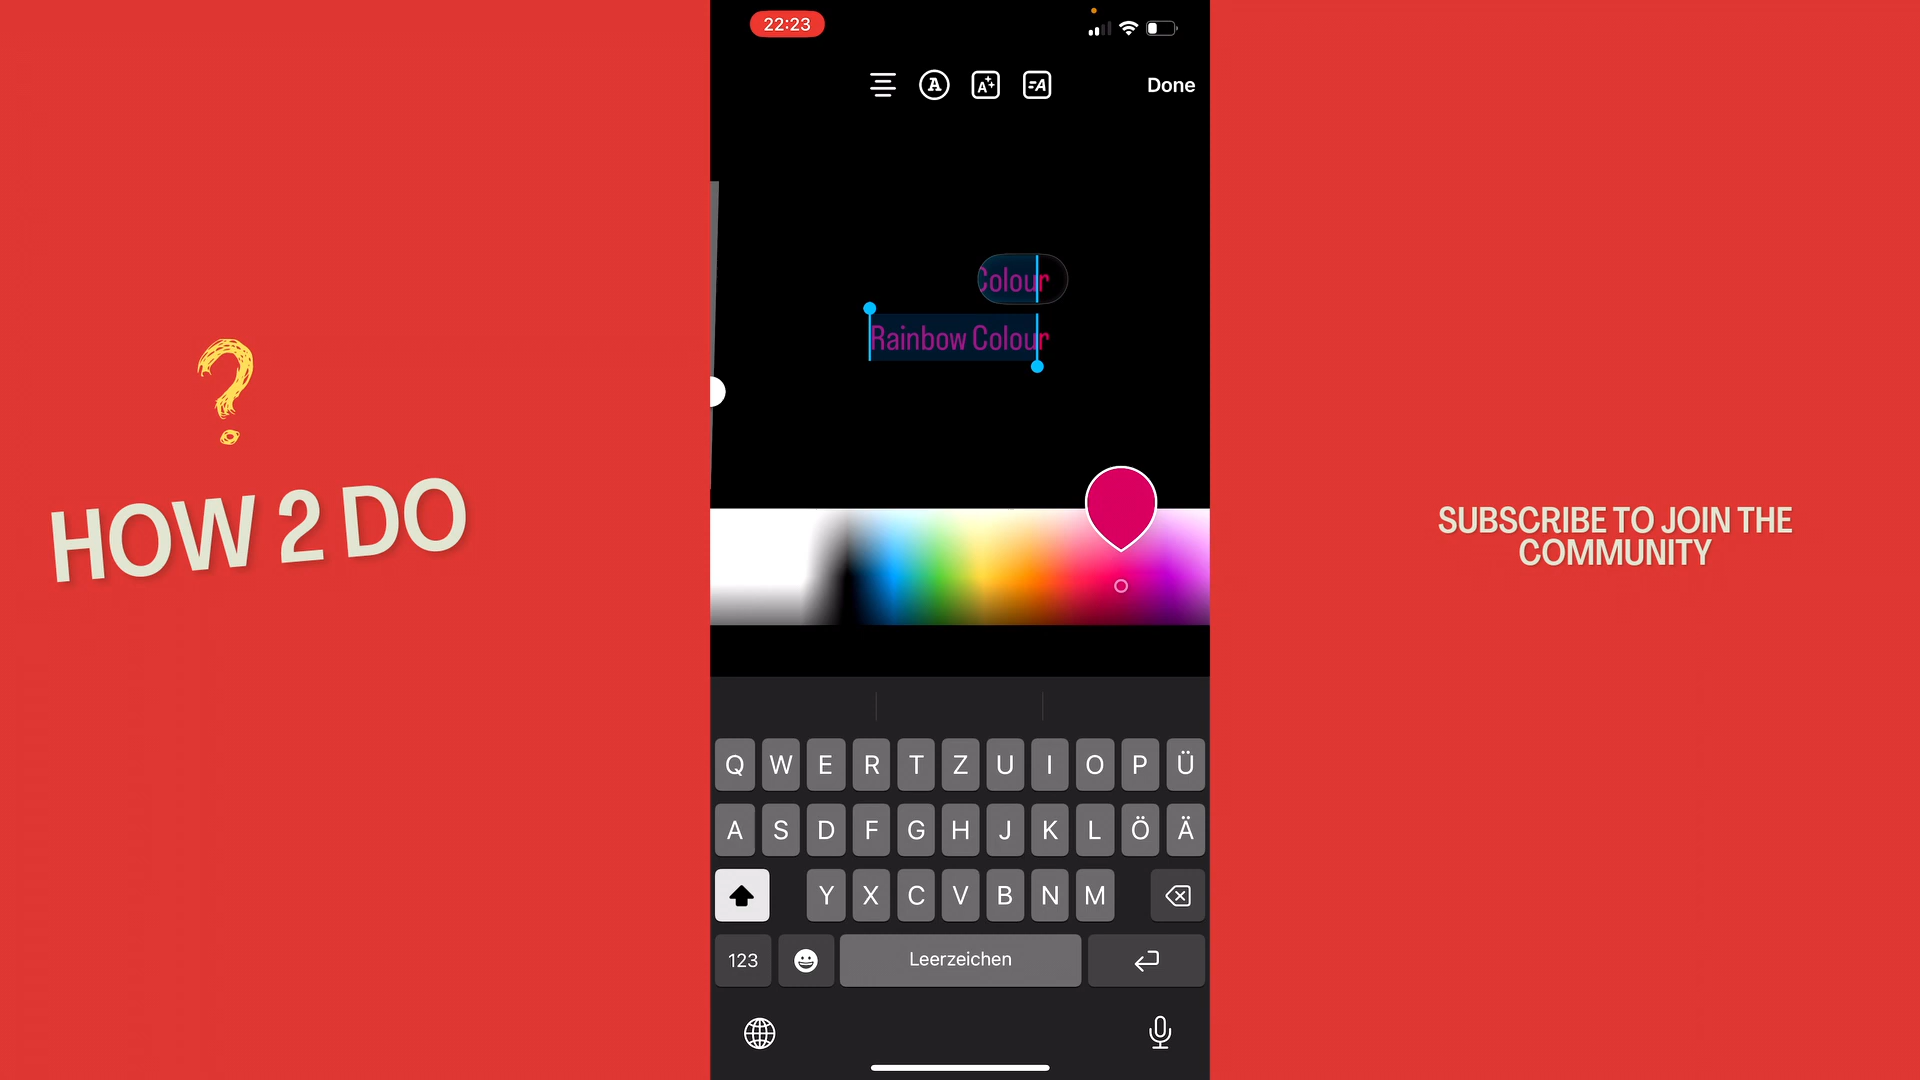 22:23
Done
Colour
Rainbow Colour
?
HOW 2 DO
SUBSCRIBE TO JOIN THE
COMMUNITY
Q W E R T Z U I O P Ü
A S D F G H J K L Ö Ä
Y X C V B N M
123 Leerzeichen